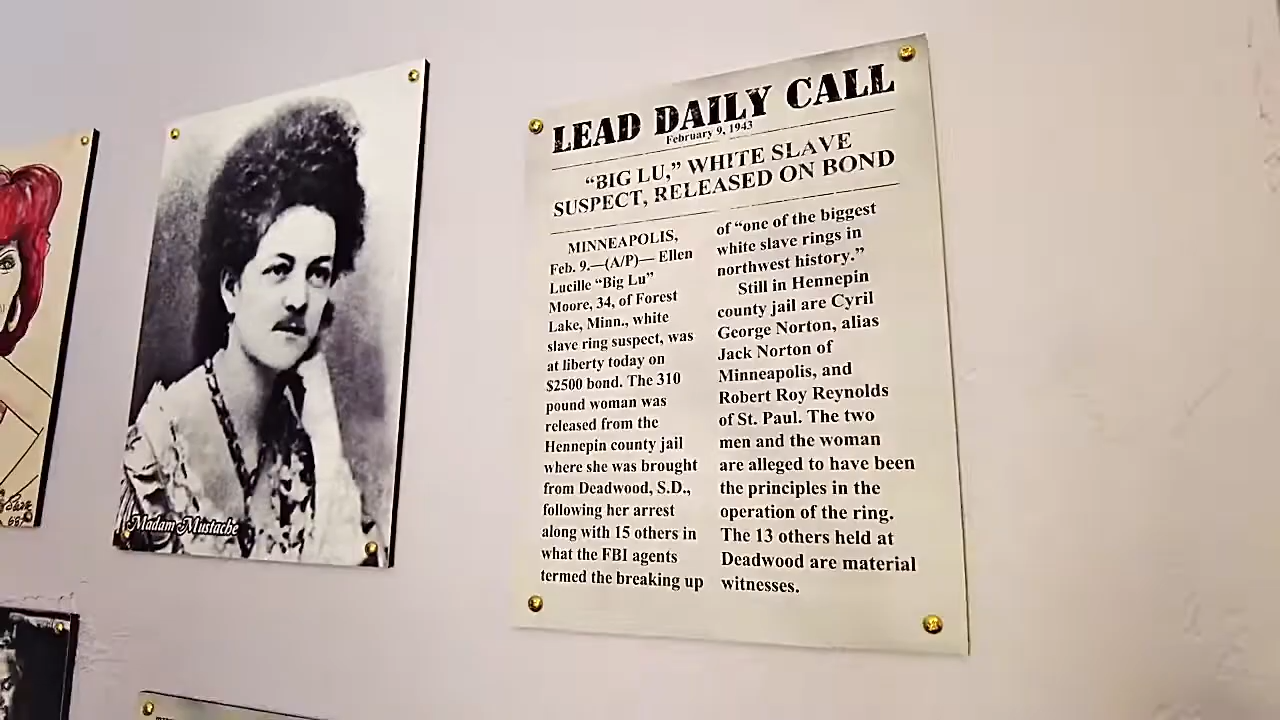 Madam Mustache
LEAD DAILY CALL
February 9, 1943
“BIG LU,” WHITE SLAVE
SUSPECT, RELEASED ON BOND
MINNEAPOLIS,
Feb. 9.—(A/P)— Ellen
Lucille “Big Lu”
Moore, 34, of Forest
Lake, Minn., white
slave ring suspect, was
at liberty today on
$2500 bond. The 310
pound woman was
released from the
Hennepin county jail
where she was brought
from Deadwood, S.D.,
following her arrest
along with 15 others in
what the FBI agents
termed the breaking up
of “one of the biggest
white slave rings in
northwest history.”
Still in Hennepin
county jail are Cyril
George Norton, alias
Jack Norton of
Minneapolis, and
Robert Roy Reynolds
of St. Paul. The two
men and the woman
are alleged to have been
the principles in the
operation of the ring.
The 13 others held at
Deadwood are material
witnesses.